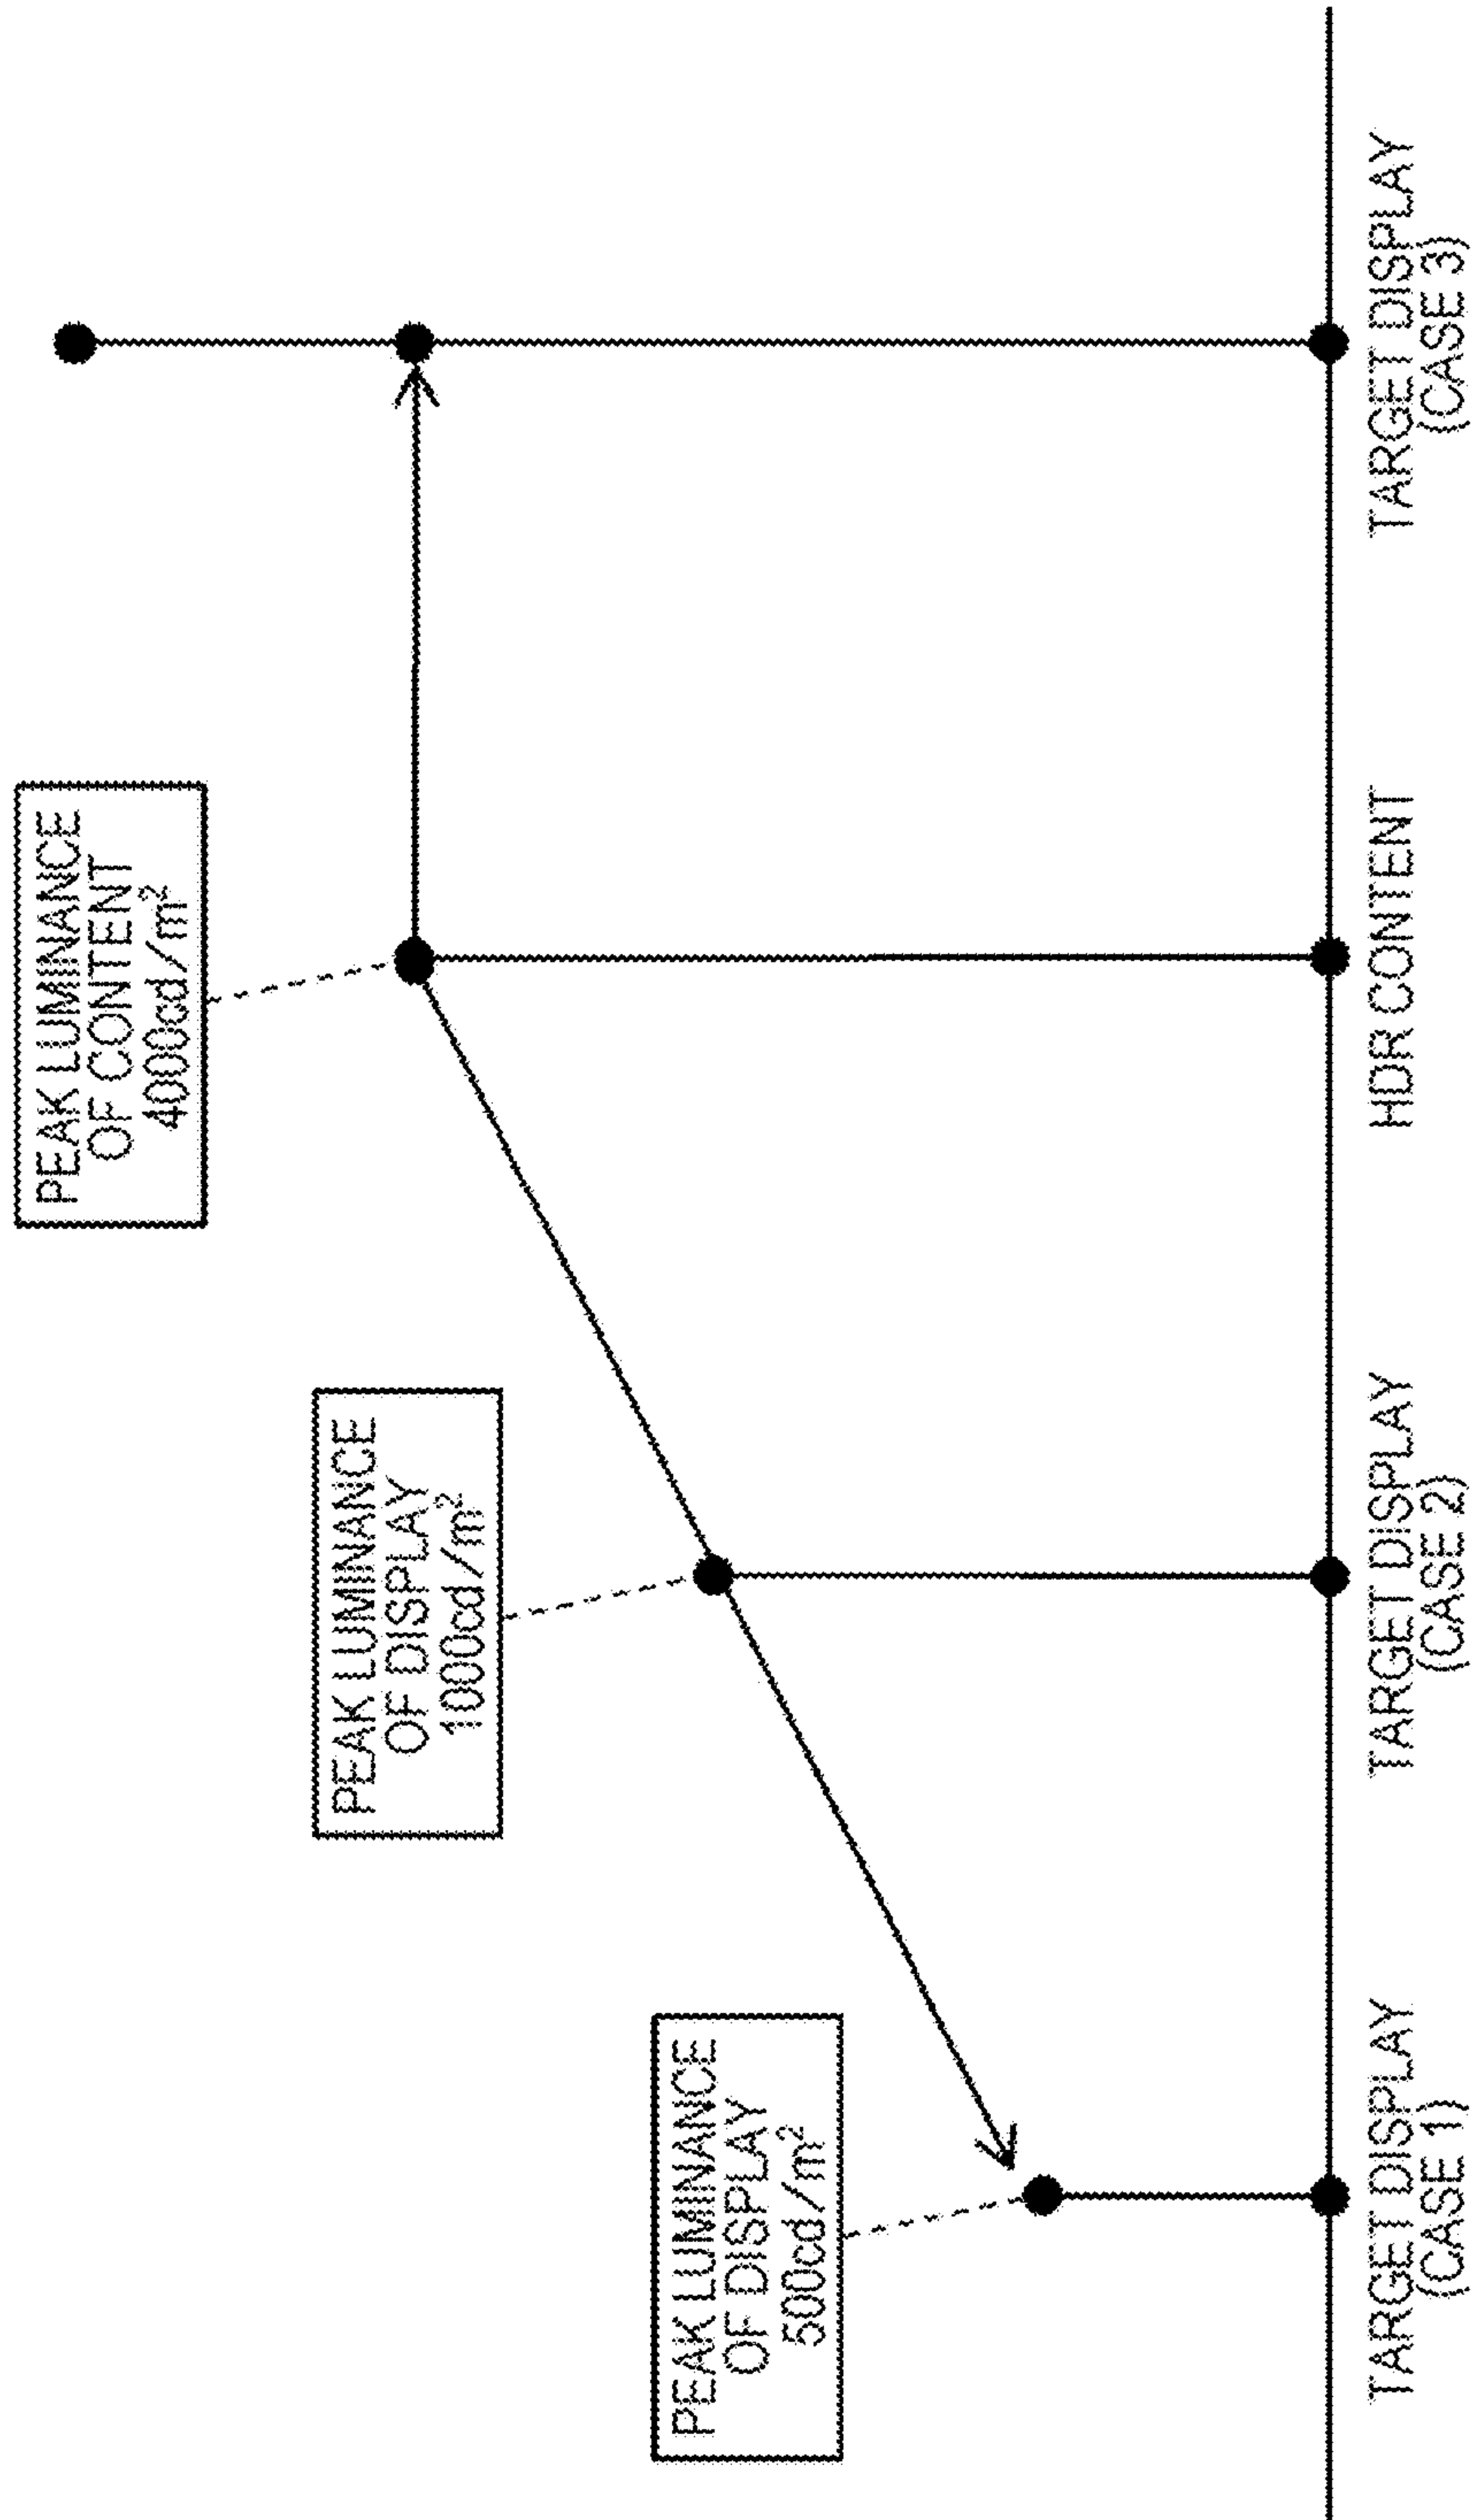 PEAK LUMINANCE
OF DISPLAY
500cd/m²
PEAK LUMINANCE
OF DISPLAY
1000cd/m²
PEAK LUMINANCE
OF CONTENT
4000cd/m²
TARGET DISPLAY
(CASE 1)
TARGET DISPLAY
(CASE 2)
HDR CONTENT
TARGET DISPLAY
(CASE 3)